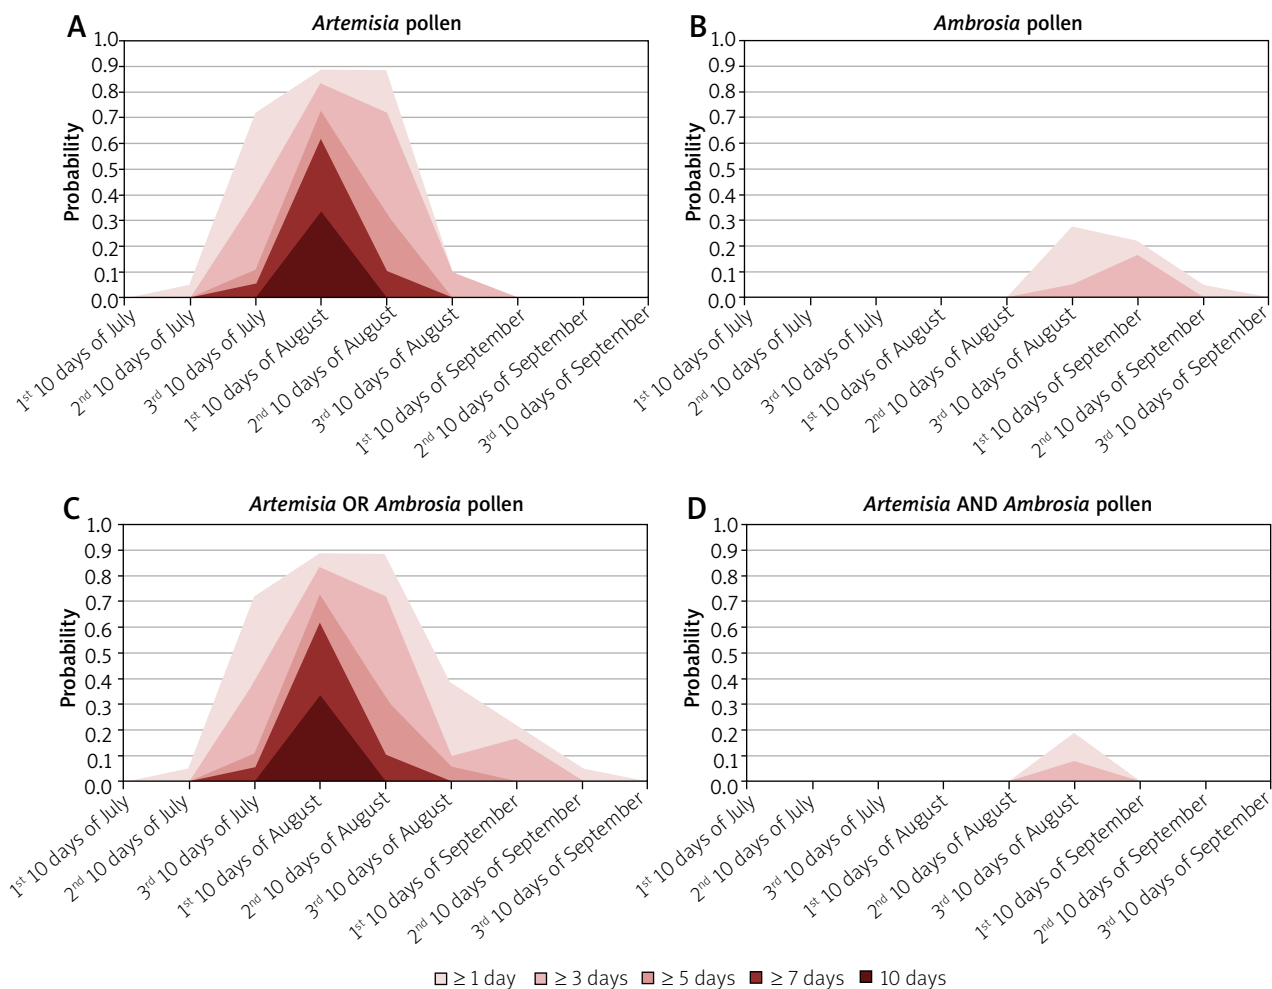 A
Artemisia pollen
Probability
1.0
0.9
0.8
0.7
0.6
0.5
0.4
0.3
0.2
0.1
0.0
1st 10 days of July
2nd 10 days of July
3rd 10 days of July
1st 10 days of August
2nd 10 days of August
3rd 10 days of August
1st 10 days of September
2nd 10 days of September
3rd 10 days of September
B
Ambrosia pollen
Probability
1.0
0.9
0.8
0.7
0.6
0.5
0.4
0.3
0.2
0.1
0.0
1st 10 days of July
2nd 10 days of July
3rd 10 days of July
1st 10 days of August
2nd 10 days of August
3rd 10 days of August
1st 10 days of September
2nd 10 days of September
3rd 10 days of September
C
Artemisia OR Ambrosia pollen
Probability
1.0
0.9
0.8
0.7
0.6
0.5
0.4
0.3
0.2
0.1
0.0
1st 10 days of July
2nd 10 days of July
3rd 10 days of July
1st 10 days of August
2nd 10 days of August
3rd 10 days of August
1st 10 days of September
2nd 10 days of September
3rd 10 days of September
D
Artemisia AND Ambrosia pollen
Probability
1.0
0.9
0.8
0.7
0.6
0.5
0.4
0.3
0.2
0.1
0.0
1st 10 days of July
2nd 10 days of July
3rd 10 days of July
1st 10 days of August
2nd 10 days of August
3rd 10 days of August
1st 10 days of September
2nd 10 days of September
3rd 10 days of September
≥ 1 day ≥ 3 days ≥ 5 days ≥ 7 days 10 days